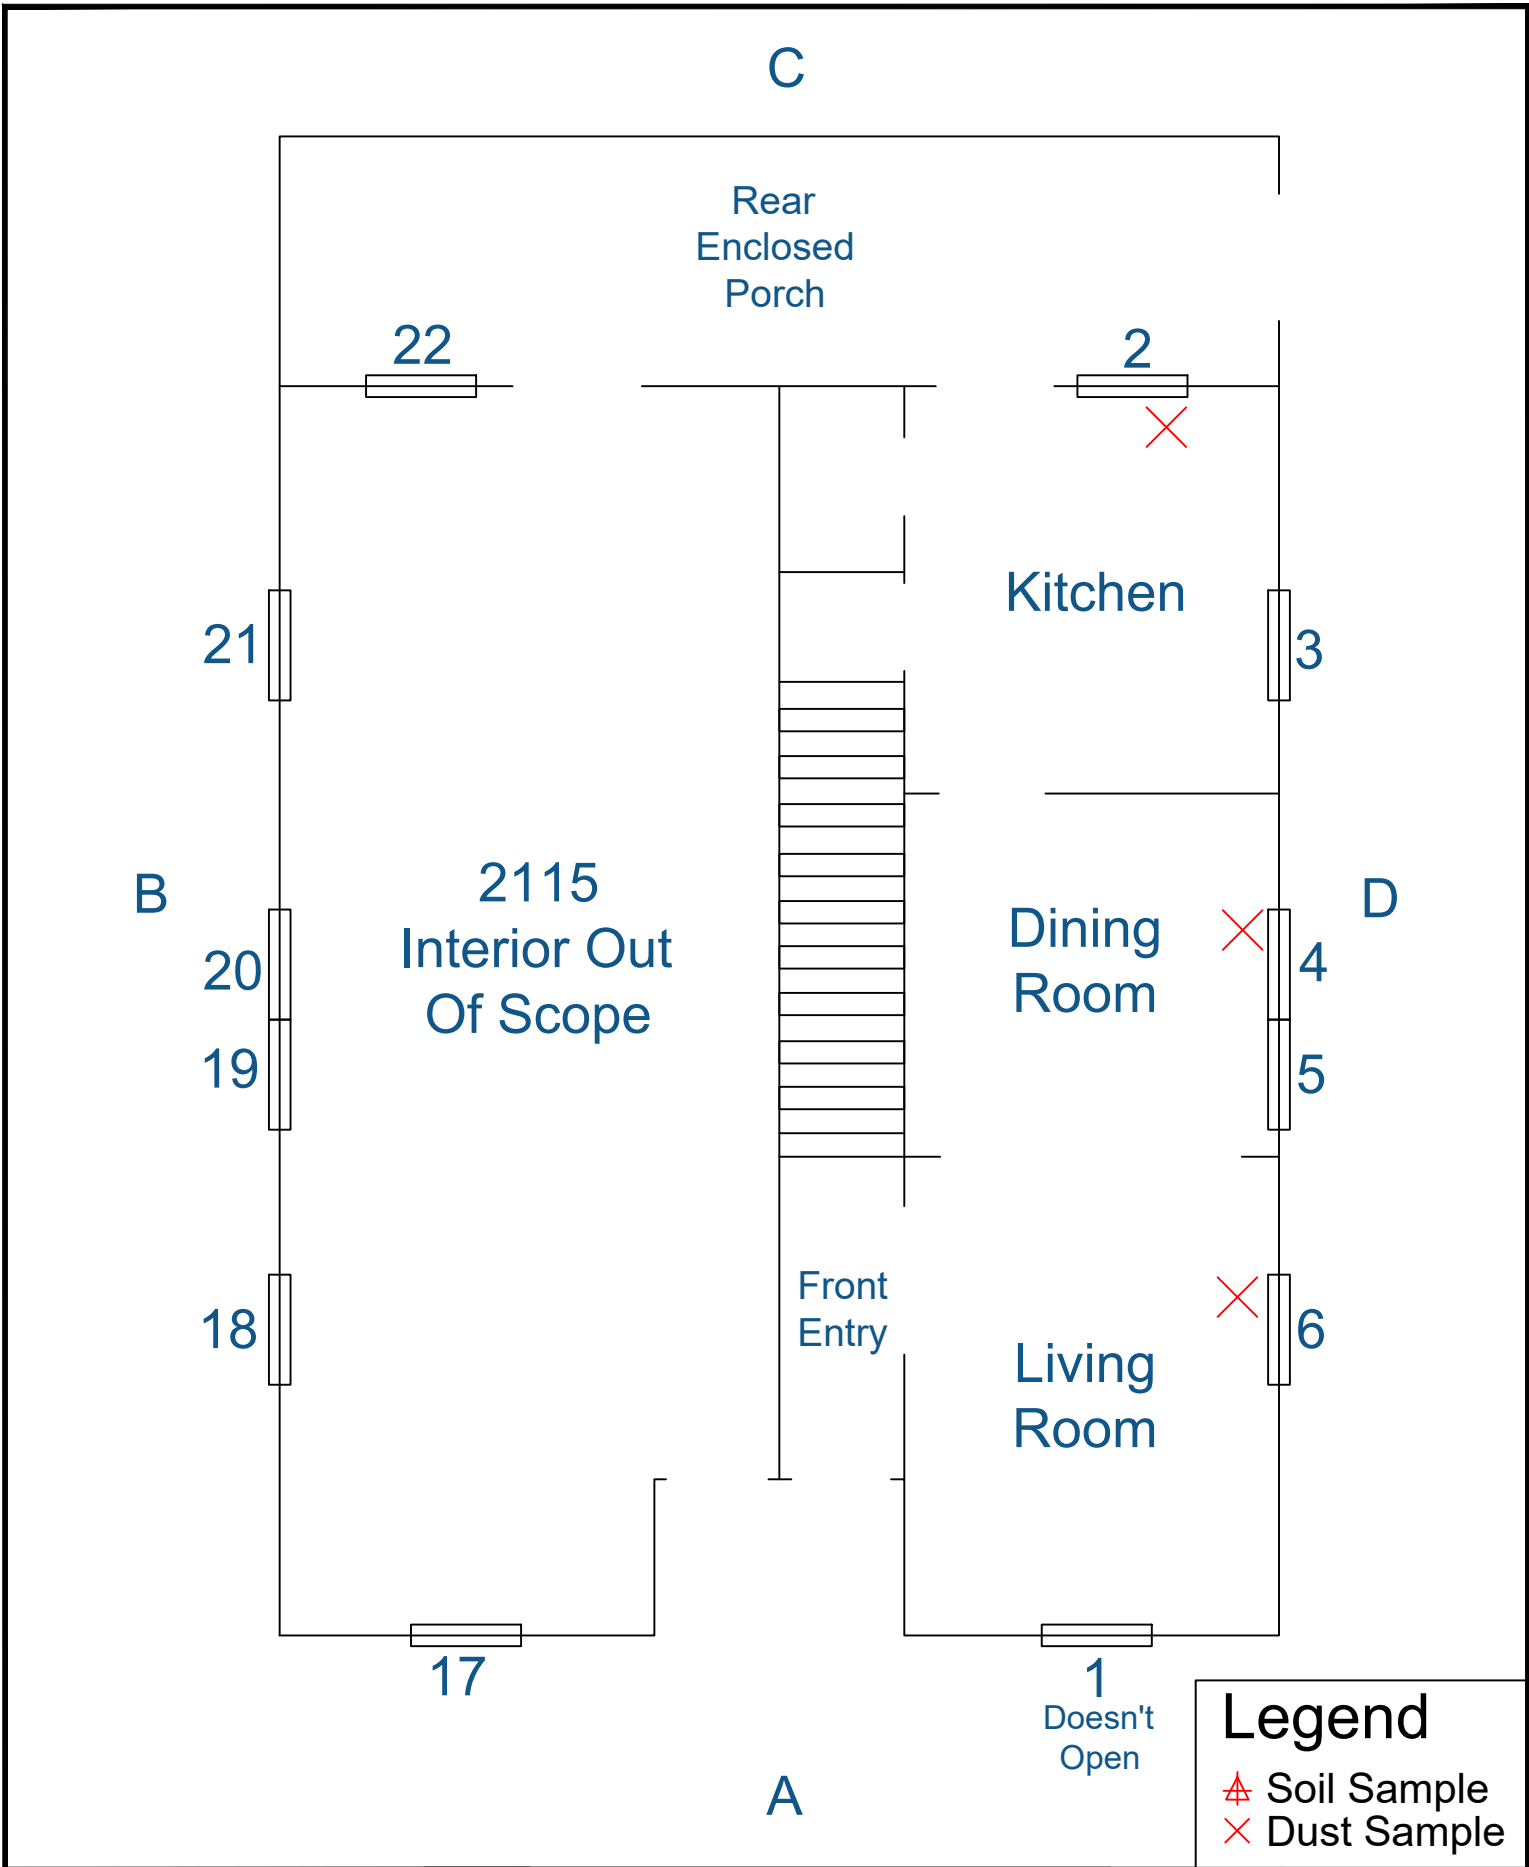 C
Rear
Enclosed
Porch
22
2
Kitchen
21
3
B
2115
Interior Out
Of Scope
Dining
Room
D
20
4
19
5
Front
Entry
18
6
Living
Room
17
1
Doesn't
Open
A
Legend
Soil Sample
Dust Sample